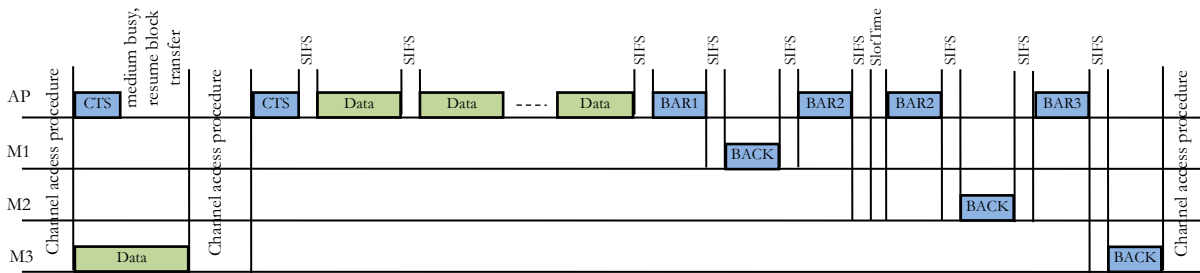 medium busy,
resume block
transfer
SIFS
SIFS
SIFS
SIFS
SIFS
SIFS
SlotTime
SIFS
SIFS
SIFS
AP
CTS
CTS
Data
Data
Data
BAR1
BAR2
BAR2
BAR3
M1
BACK
M2
BACK
M3
Data
BACK
Channel access procedure
Channel access procedure
Channel access procedure